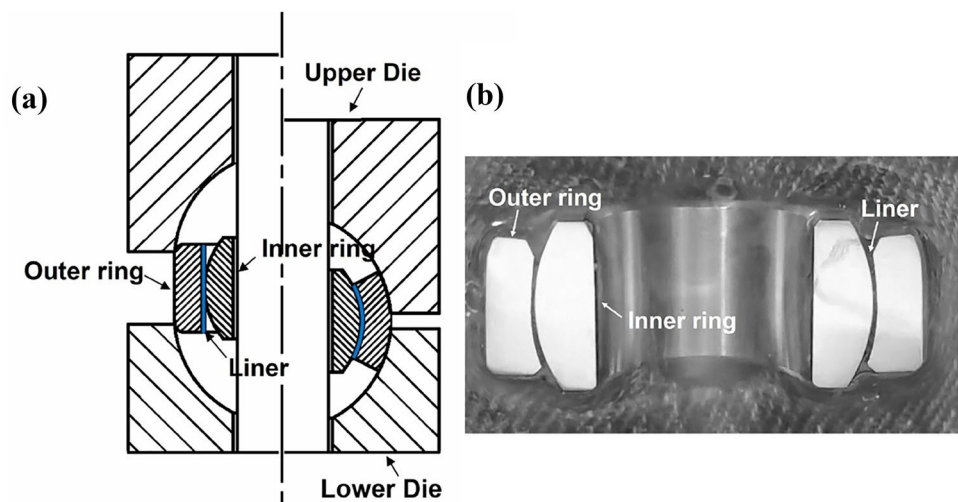 (a)
Upper Die
Inner ring
Outer ring
Liner
Lower Die
(b)
Outer ring
Liner
Inner ring